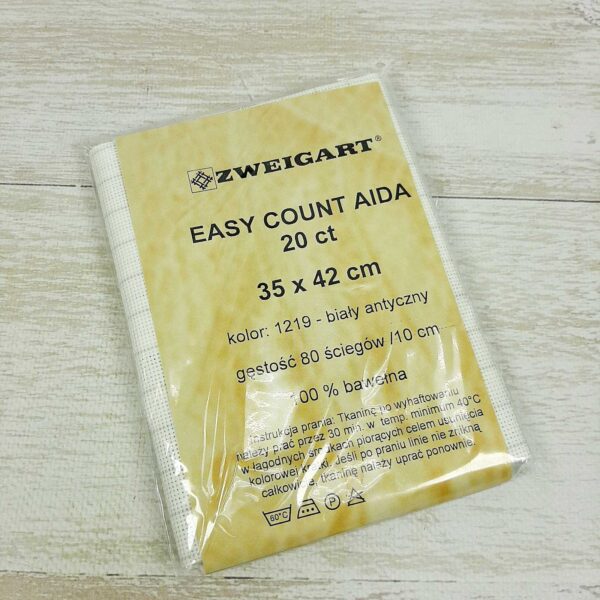 ZWEIGART®
EASY COUNT AIDA
20 ct
35 x 42 cm
kolor: 1219 - biały antyczny
gęstość 80 ściegów /10 cm
100 % bawełna
Instrukcja prania: Tkaninę po wyhaftowaniu
należy prać przez 30 min. w temp. minimum 40°C
w łagodnych środkach piorących celem usunięcia
kolorowej kratki. Jeśli po praniu linie nie znikną
całkowicie, tkaninę należy uprać ponownie.
60°C P